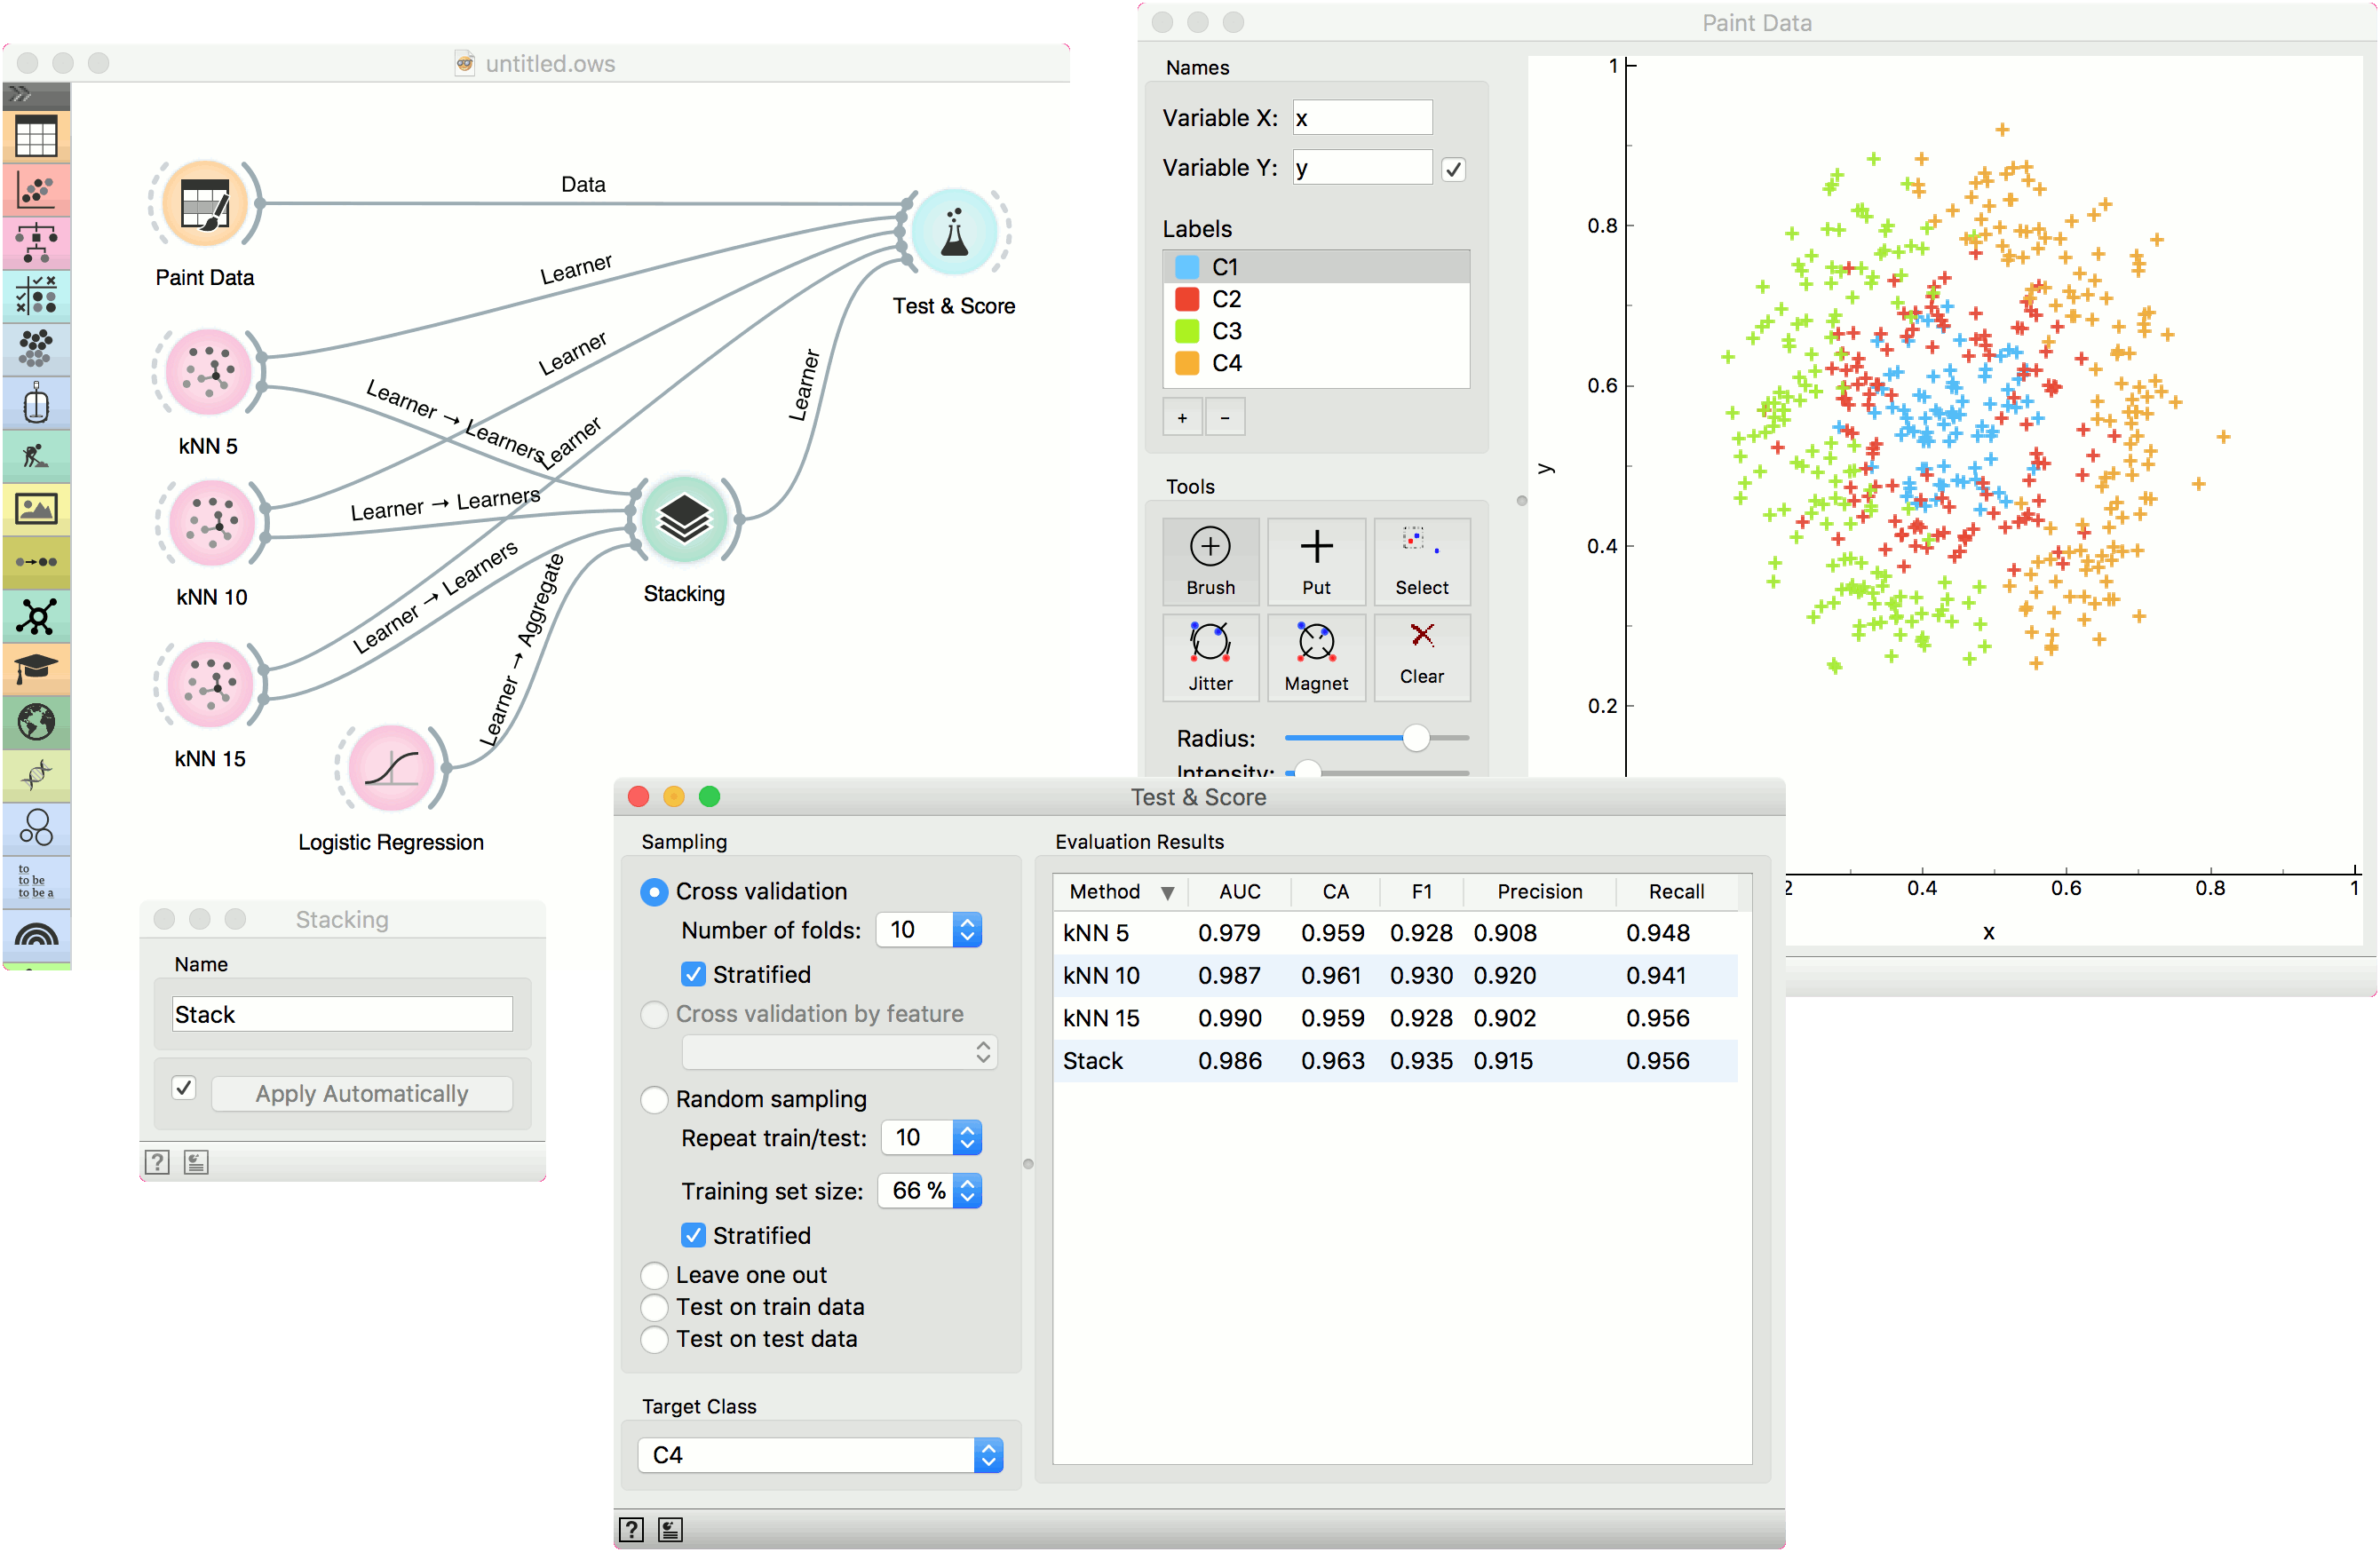 untitled.ows
Data
Learner
Learner
Learner → Learners
Learner
Learner
Learner → Learners
Learner → Learners
Learner → Aggregate
Paint Data
Test & Score
kNN 5
kNN 10
Stacking
kNN 15
Logistic Regression
to
to be
to be a
Stacking
Name
Stack
Apply Automatically
?
Paint Data
Names
Variable X: x
Variable Y: y
Labels
C1
C2
C3
C4
+ -
Tools
Brush Put Select
Jitter Magnet Clear
Radius:
Intensity:
1
0.8
0.6
y
0.4
0.2
2 0.4 0.6 0.8 1
x
Test & Score
Sampling
Cross validation
Number of folds: 10
Stratified
Cross validation by feature
Random sampling
Repeat train/test: 10
Training set size: 66 %
Stratified
Leave one out
Test on train data
Test on test data
Target Class
C4
Evaluation Results
Method AUC CA F1 Precision Recall
kNN 5 0.979 0.959 0.928 0.908 0.948
kNN 10 0.987 0.961 0.930 0.920 0.941
kNN 15 0.990 0.959 0.928 0.902 0.956
Stack 0.986 0.963 0.935 0.915 0.956
?